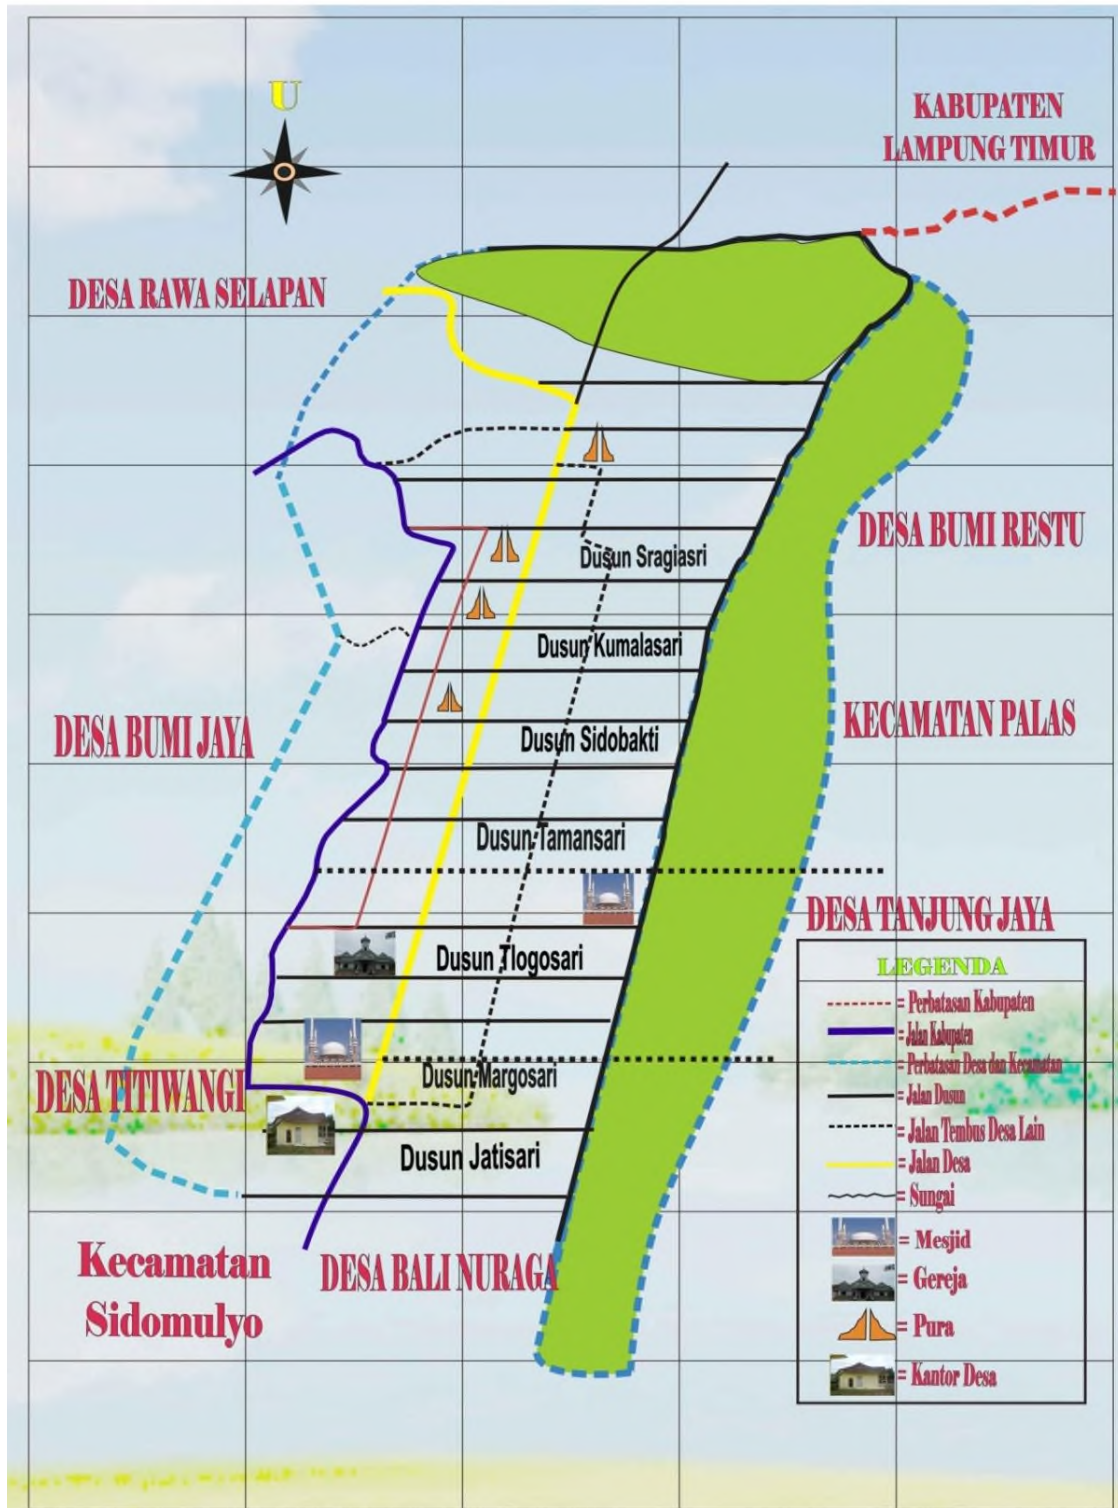 U
KABUPATEN
LAMPUNG TIMUR
DESA RAWA SELAPAN
DESA BUMI RESTU
Dusun Sragiasri
Dusun Kumalasari
DESA BUMI JAYA
Dusun Sidobakti
KECAMATAN PALAS
Dusun Tamansari
DESA TANJUNG JAYA
Dusun Tlogosari
DESA TITIWANGI
Dusun Margosari
Dusun Jatisari
Kecamatan
Sidomulyo
DESA BALI NURAGA
LEGENDA
= Perbatasan Kabupaten
= Jalan Kabupaten
= Perbatasan Desa dan Kecamatan
= Jalan Dusun
= Jalan Tembus Desa Lain
= Jalan Desa
= Sungai
= Mesjid
= Gereja
= Pura
= Kantor Desa